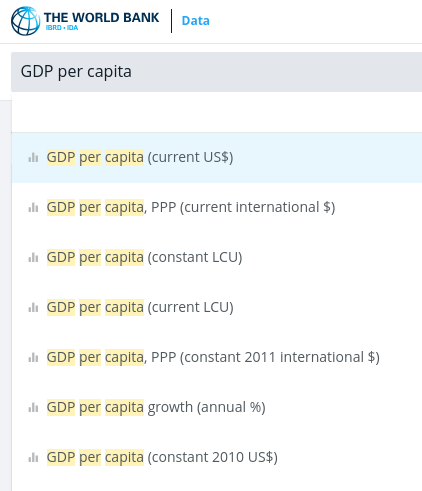 THE WORLD BANK
IBRD • IDA
Data
GDP per capita
GDP per capita (current US$)
GDP per capita, PPP (current international $)
GDP per capita (constant LCU)
GDP per capita (current LCU)
GDP per capita, PPP (constant 2011 international $)
GDP per capita growth (annual %)
GDP per capita (constant 2010 US$)